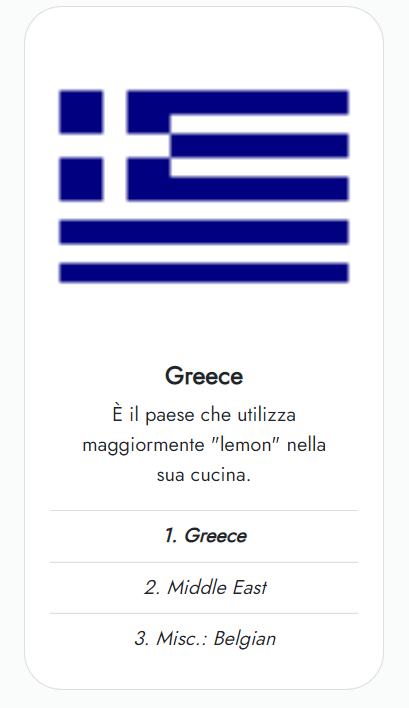 Greece
È il paese che utilizza
maggiormente "lemon" nella
sua cucina.
1. Greece
2. Middle East
3. Misc.: Belgian